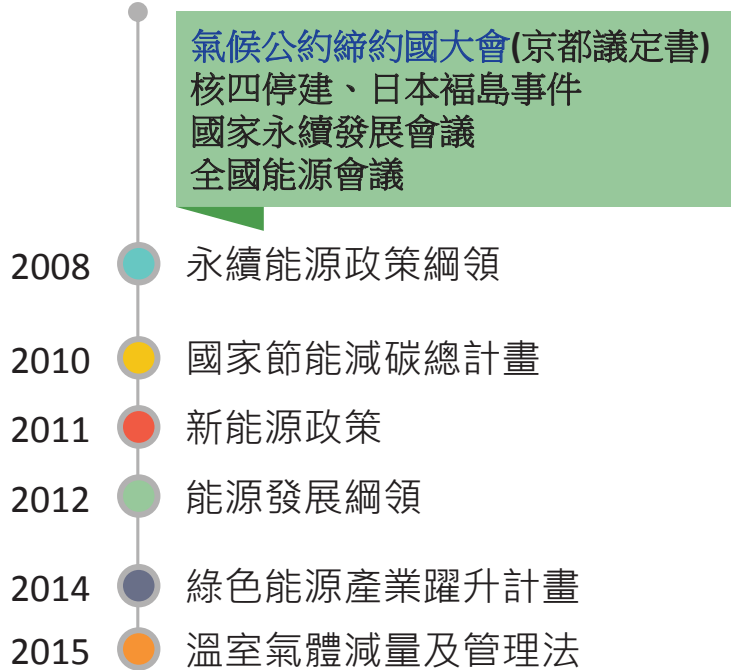 氣候公約締約國大會(京都議定書)
核四停建、日本福島事件
國家永續發展會議
全國能源會議
2008 永續能源政策綱領
2010 國家節能減碳總計畫
2011 新能源政策
2012 能源發展綱領
2014 綠色能源產業躍升計畫
2015 溫室氣體減量及管理法